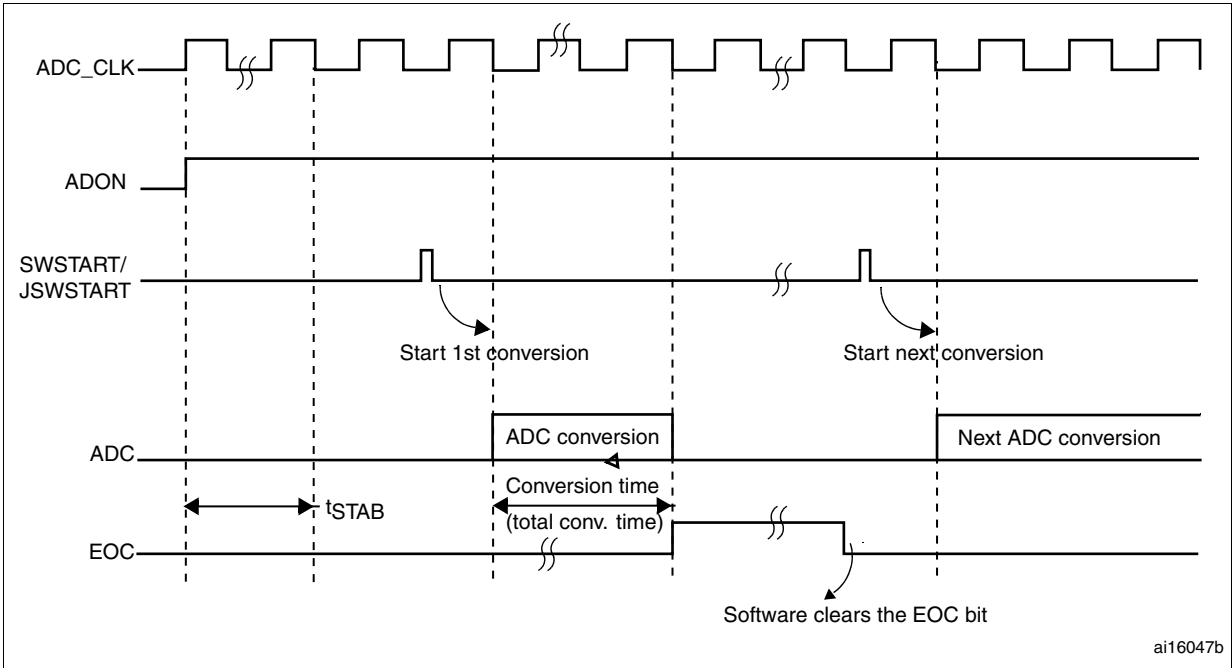 ADC_CLK
ADON
SWSTART/
JSWSTART
Start 1st conversion
Start next conversion
ADC
ADC conversion
Next ADC conversion
tSTAB
Conversion time
(total conv. time)
EOC
Software clears the EOC bit
ai16047b